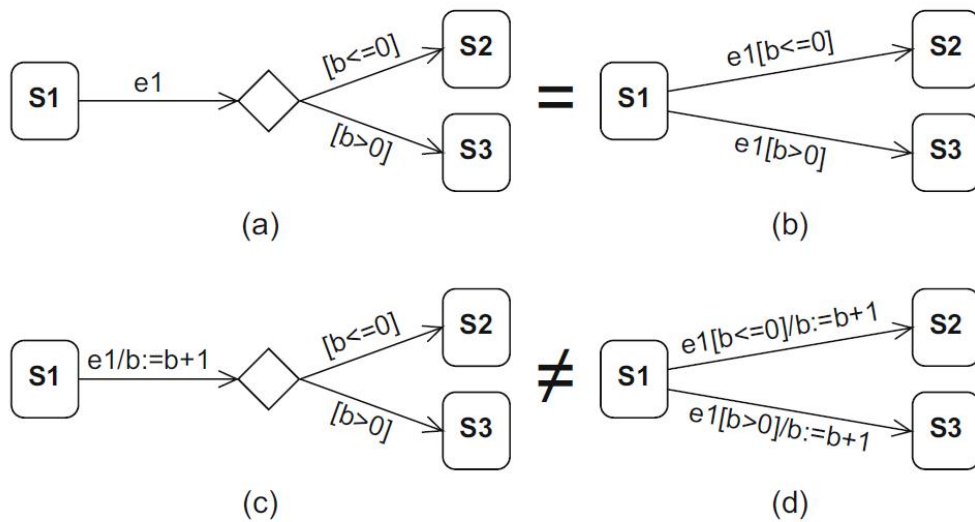 S1
e1
[b<=0]
[b>0]
S2
S3
(a)
=
S1
e1[b<=0]
e1[b>0]
S2
S3
(b)
S1
e1/b:=b+1
[b<=0]
[b>0]
S2
S3
(c)
≠
S1
e1[b<=0]/b:=b+1
e1[b>0]/b:=b+1
S2
S3
(d)